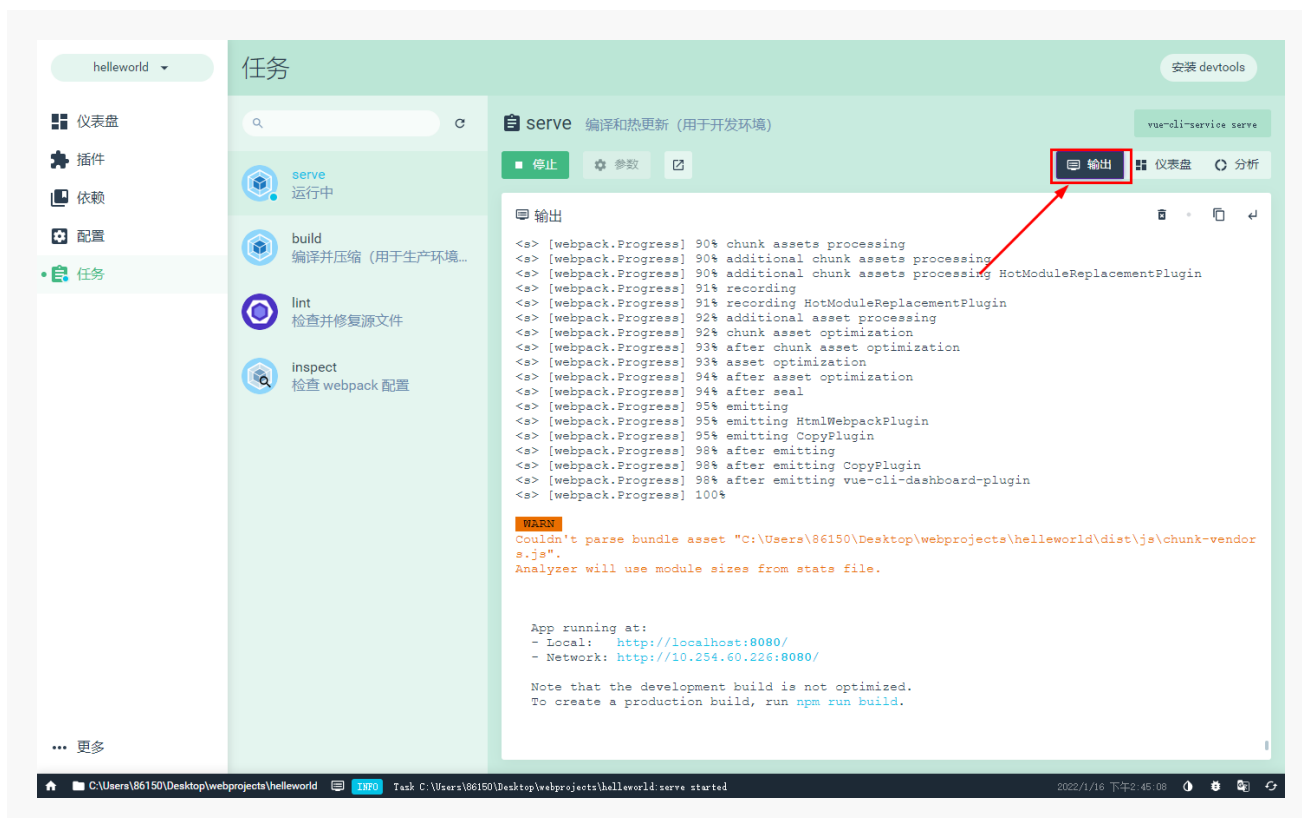 helleworld
任务
安装 devtools
仪表盘
插件
依赖
配置
任务
更多
serve
运行中
build
编译并压缩（用于生产环境...
lint
检查并修复源文件
inspect
检查 webpack 配置
serve 编译和热更新（用于开发环境）
vue-cli-service serve
停止 参数 输出 仪表盘 分析
输出
<s> [webpack.Progress] 90% chunk assets processing
<s> [webpack.Progress] 90% additional chunk assets processing
<s> [webpack.Progress] 90% additional chunk assets processing HotModuleReplacementPlugin
<s> [webpack.Progress] 91% recording
<s> [webpack.Progress] 91% recording HotModuleReplacementPlugin
<s> [webpack.Progress] 92% additional asset processing
<s> [webpack.Progress] 92% chunk asset optimization
<s> [webpack.Progress] 93% after chunk asset optimization
<s> [webpack.Progress] 93% asset optimization
<s> [webpack.Progress] 94% after asset optimization
<s> [webpack.Progress] 94% after seal
<s> [webpack.Progress] 95% emitting
<s> [webpack.Progress] 95% emitting HtmlWebpackPlugin
<s> [webpack.Progress] 95% emitting CopyPlugin
<s> [webpack.Progress] 98% after emitting
<s> [webpack.Progress] 98% after emitting CopyPlugin
<s> [webpack.Progress] 98% after emitting vue-cli-dashboard-plugin
<s> [webpack.Progress] 100%
WARN
Couldn't parse bundle asset "C:\Users\86150\Desktop\webprojects\helleworld\dist\js\chunk-vendor
s.js".
Analyzer will use module sizes from stats file.
App running at:
- Local: http://localhost:8080/
- Network: http://10.254.60.226:8080/
Note that the development build is not optimized.
To create a production build, run npm run build.
C:\Users\86150\Desktop\webprojects\helleworld INFO Task C:\Users\86150\Desktop\webprojects\helleworld:serve started 2022/1/16 下午2:45:08